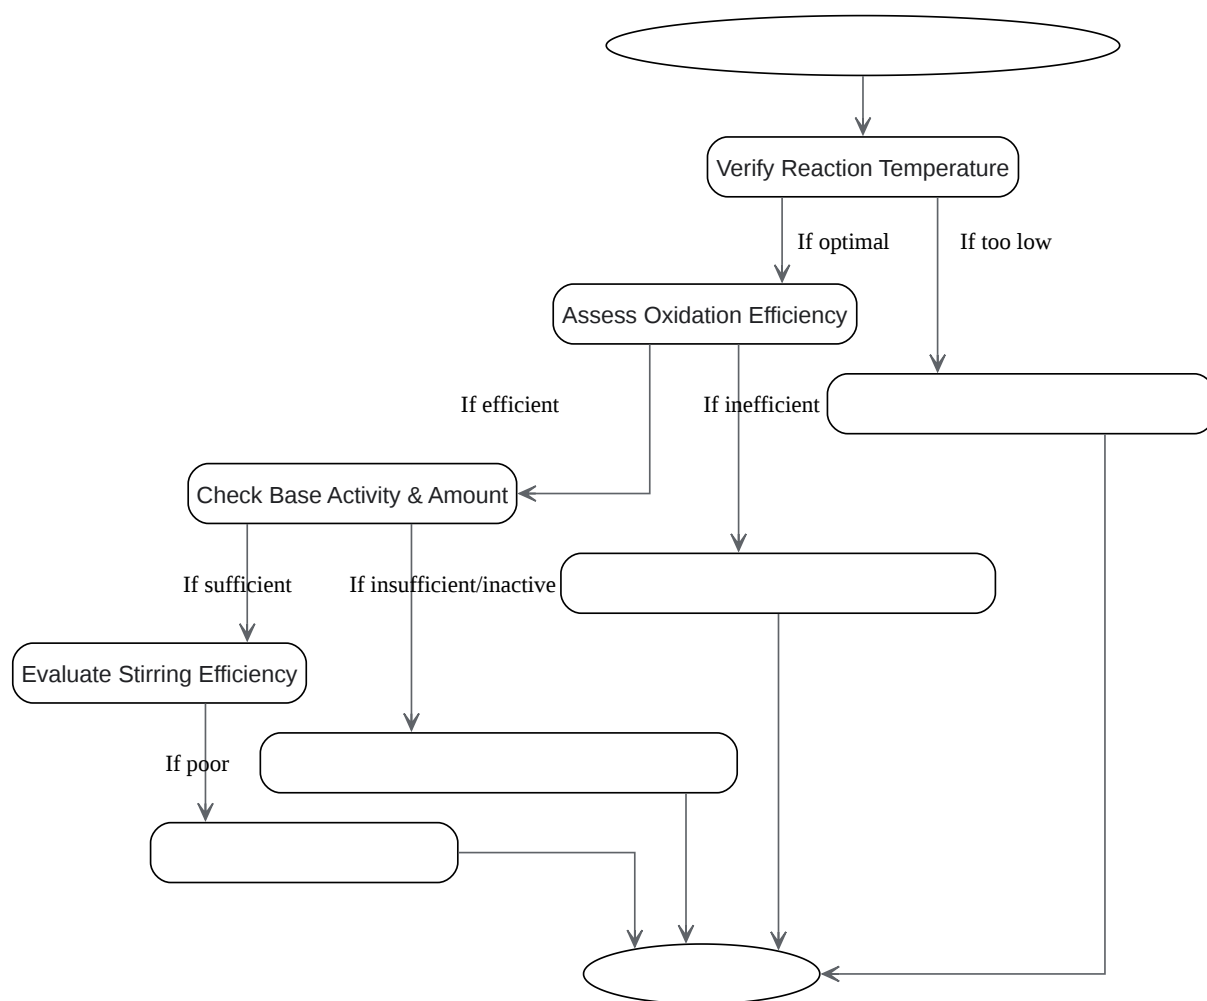 Verify Reaction Temperature
If optimal
If too low
Assess Oxidation Efficiency
If efficient
If inefficient
Check Base Activity & Amount
If sufficient
If insufficient/inactive
Evaluate Stirring Efficiency
If poor